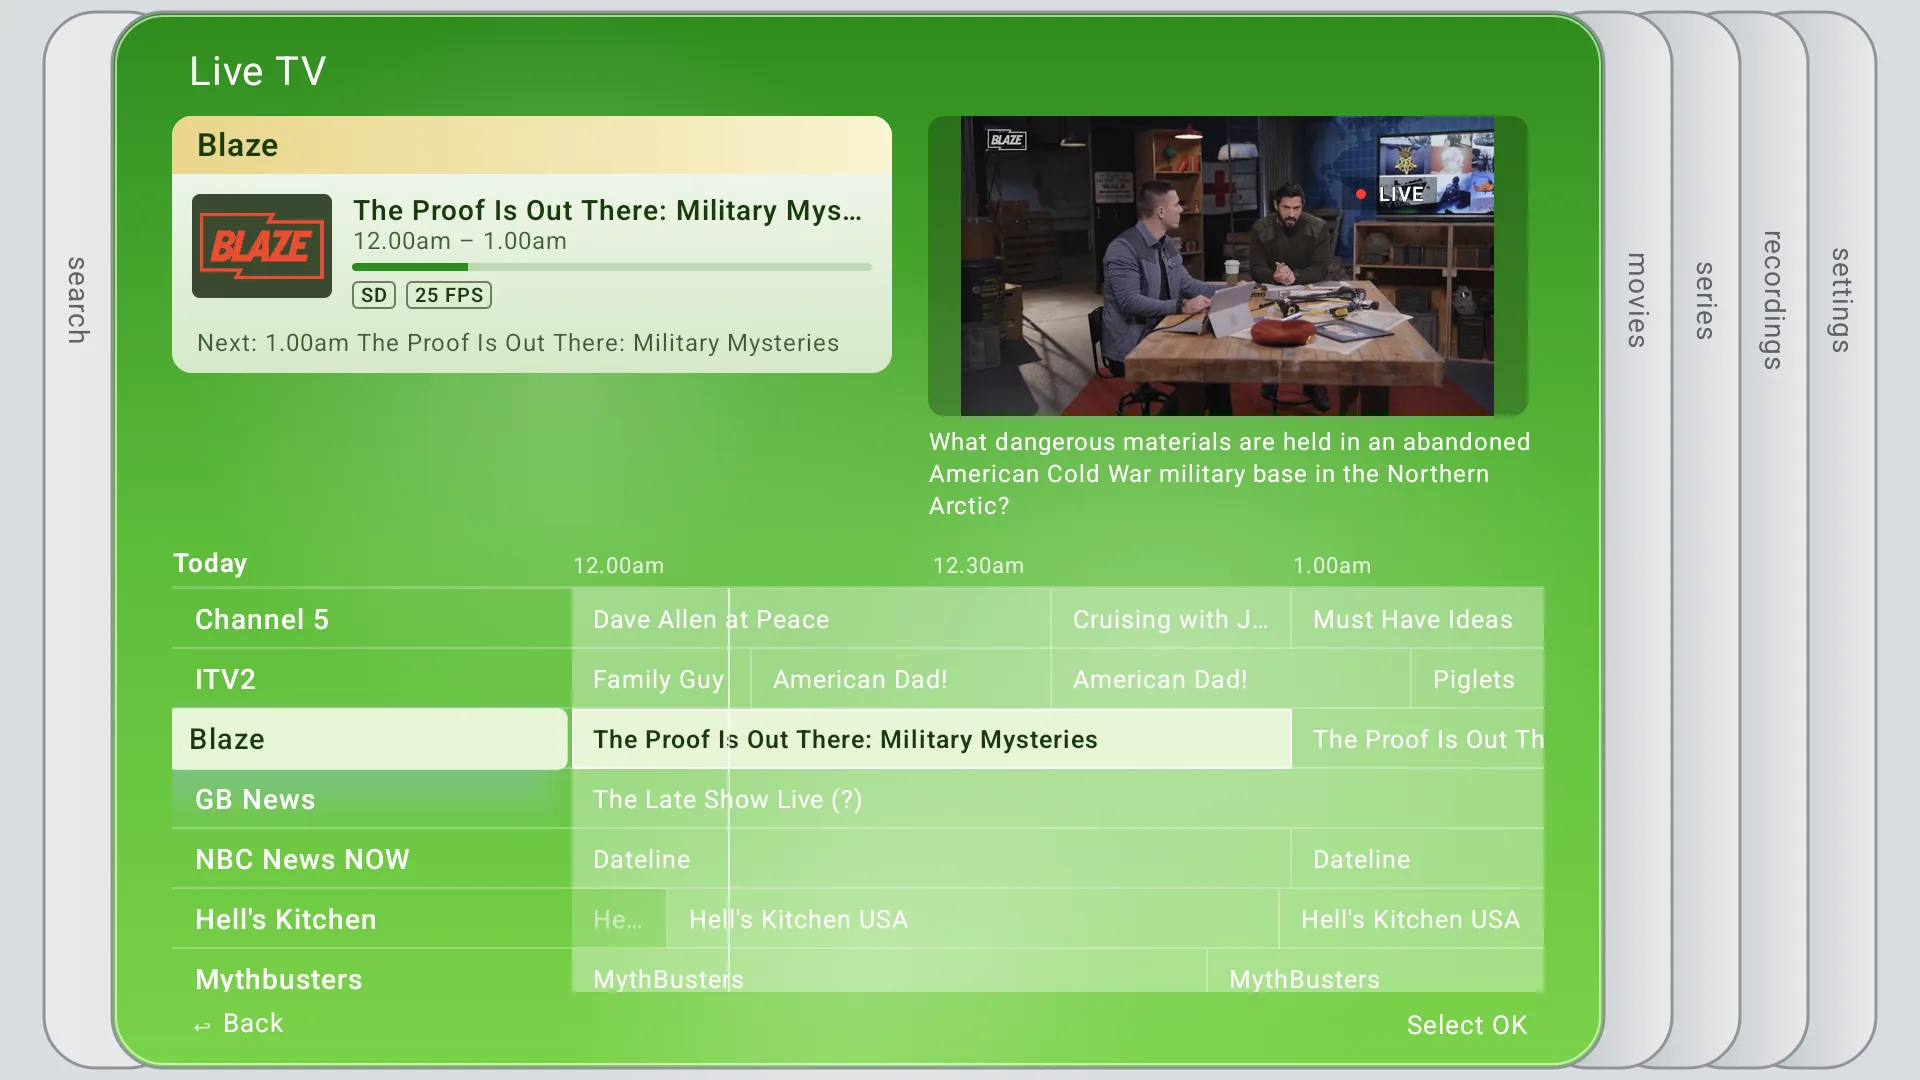 Live TV
Blaze
BLAZE
The Proof Is Out There: Military Mys...
12.00am – 1.00am
SD 25 FPS
Next: 1.00am The Proof Is Out There: Military Mysteries
BLAZE
LIVE
What dangerous materials are held in an abandoned
American Cold War military base in the Northern
Arctic?
search
movies
series
recordings
settings
Today 12.00am 12.30am 1.00am
Channel 5 Dave Allen at Peace Cruising with J... Must Have Ideas
ITV2 Family Guy American Dad! American Dad! Piglets
Blaze The Proof Is Out There: Military Mysteries The Proof Is Out Th
GB News The Late Show Live (?)
NBC News NOW Dateline Dateline
Hell's Kitchen He... Hell's Kitchen USA Hell's Kitchen USA
Mythbusters MythBusters MythBusters
Back Select OK